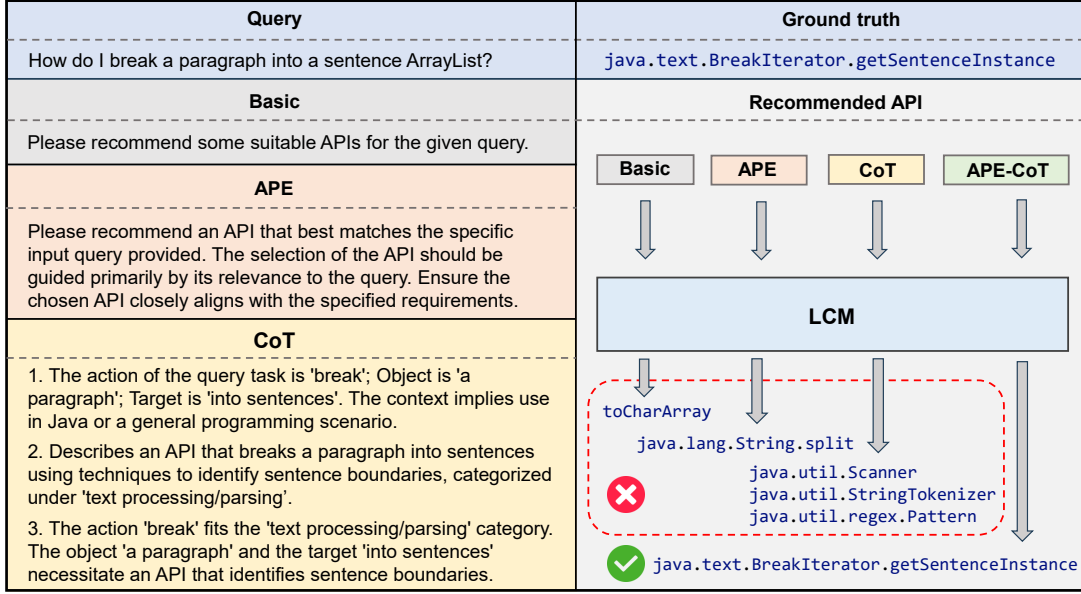 Query
How do I break a paragraph into a sentence ArrayList?
Basic
Please recommend some suitable APIs for the given query.
APE
Please recommend an API that best matches the specific
input query provided. The selection of the API should be
guided primarily by its relevance to the query. Ensure the
chosen API closely aligns with the specified requirements.
CoT
1. The action of the query task is 'break'; Object is 'a
paragraph'; Target is 'into sentences'. The context implies use
in Java or a general programming scenario.
2. Describes an API that breaks a paragraph into sentences
using techniques to identify sentence boundaries, categorized
under 'text processing/parsing’.
3. The action 'break' fits the 'text processing/parsing' category.
The object 'a paragraph' and the target 'into sentences'
necessitate an API that identifies sentence boundaries.
Ground truth
java.text.BreakIterator.getSentenceInstance
Recommended API
Basic APE CoT APE-CoT
LCM
toCharArray
java.lang.String.split
java.util.Scanner
java.util.StringTokenizer
java.util.regex.Pattern
java.text.BreakIterator.getSentenceInstance